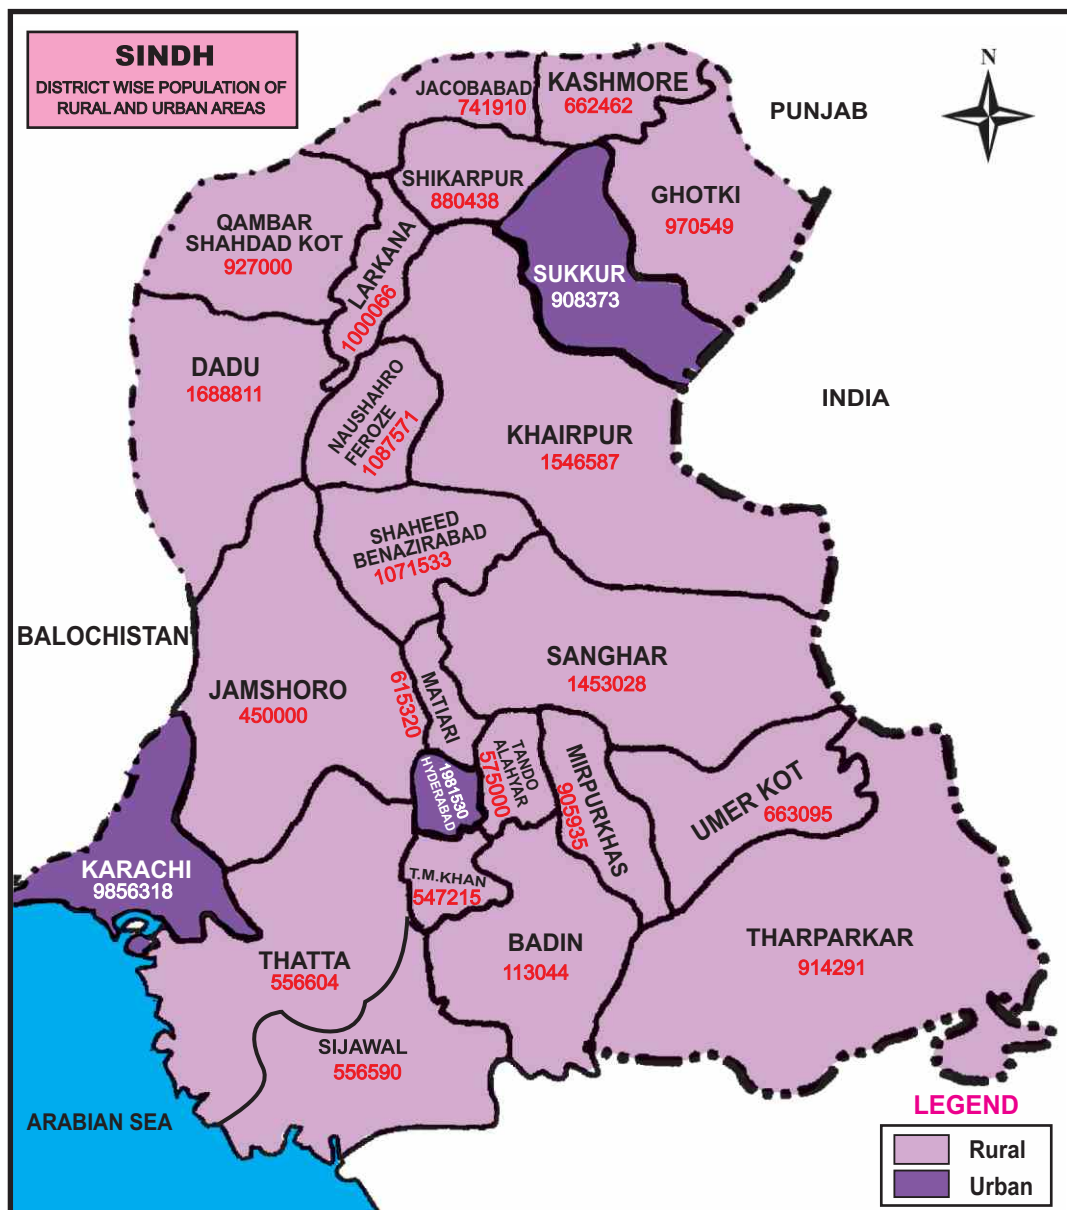 SINDH
DISTRICT WISE POPULATION OF
RURAL AND URBAN AREAS
N
JACOBABAD
741910
KASHMORE
662462
PUNJAB
SHIKARPUR
880438
GHOTKI
970549
QAMBAR
SHAHDAD KOT
927000
LARKANA
1000066
SUKKUR
908373
DADU
1688811
NAUSHAHRO
FEROZE
1087571
INDIA
KHAIRPUR
1546587
SHAHEED
BENAZIRABAD
1071533
BALOCHISTAN
JAMSHORO
450000
MATIARI
615320
SANGHAR
1453028
1981530
HYDERABAD
TANDO
ALAHYAR
575000
MIRPURKHAS
905935
UMER KOT
663095
KARACHI
9856318
T.M.KHAN
547215
THATTA
556604
BADIN
113044
THARPARKAR
914291
SIJAWAL
556590
ARABIAN SEA
LEGEND
Rural
Urban